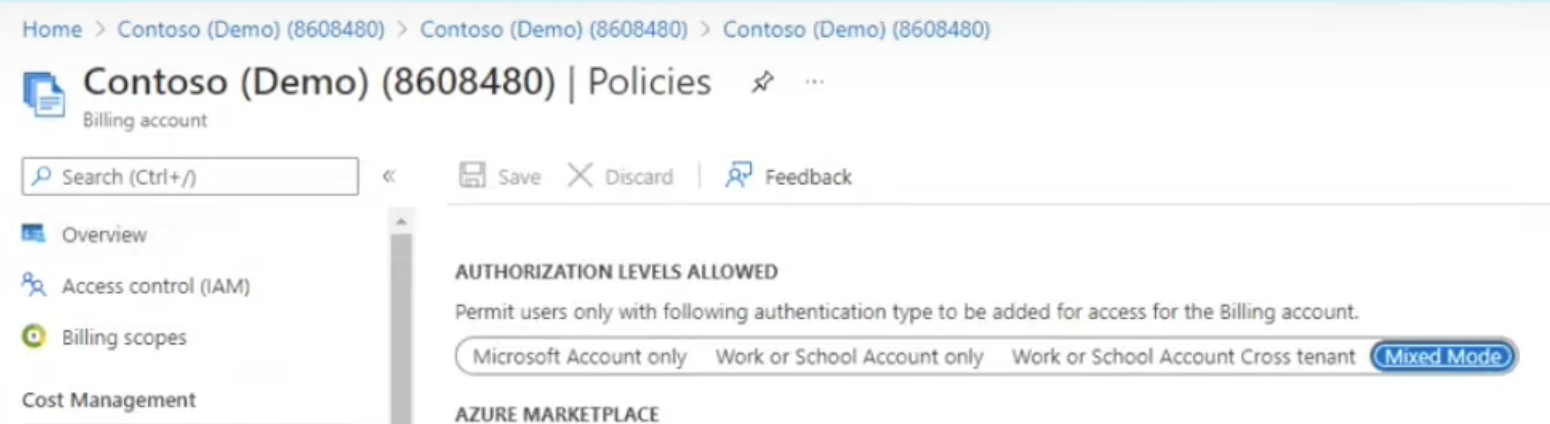 Home > Contoso (Demo) (8608480) > Contoso (Demo) (8608480) > Contoso (Demo) (8608480)
Contoso (Demo) (8608480) | Policies ...
Billing account
Search (Ctrl+/) «
Save Discard Feedback
Overview
Access control (IAM)
Billing scopes
Cost Management
AUTHORIZATION LEVELS ALLOWED
Permit users only with following authentication type to be added for access for the Billing account.
Microsoft Account only Work or School Account only Work or School Account Cross tenant Mixed Mode
AZURE MARKETPLACE